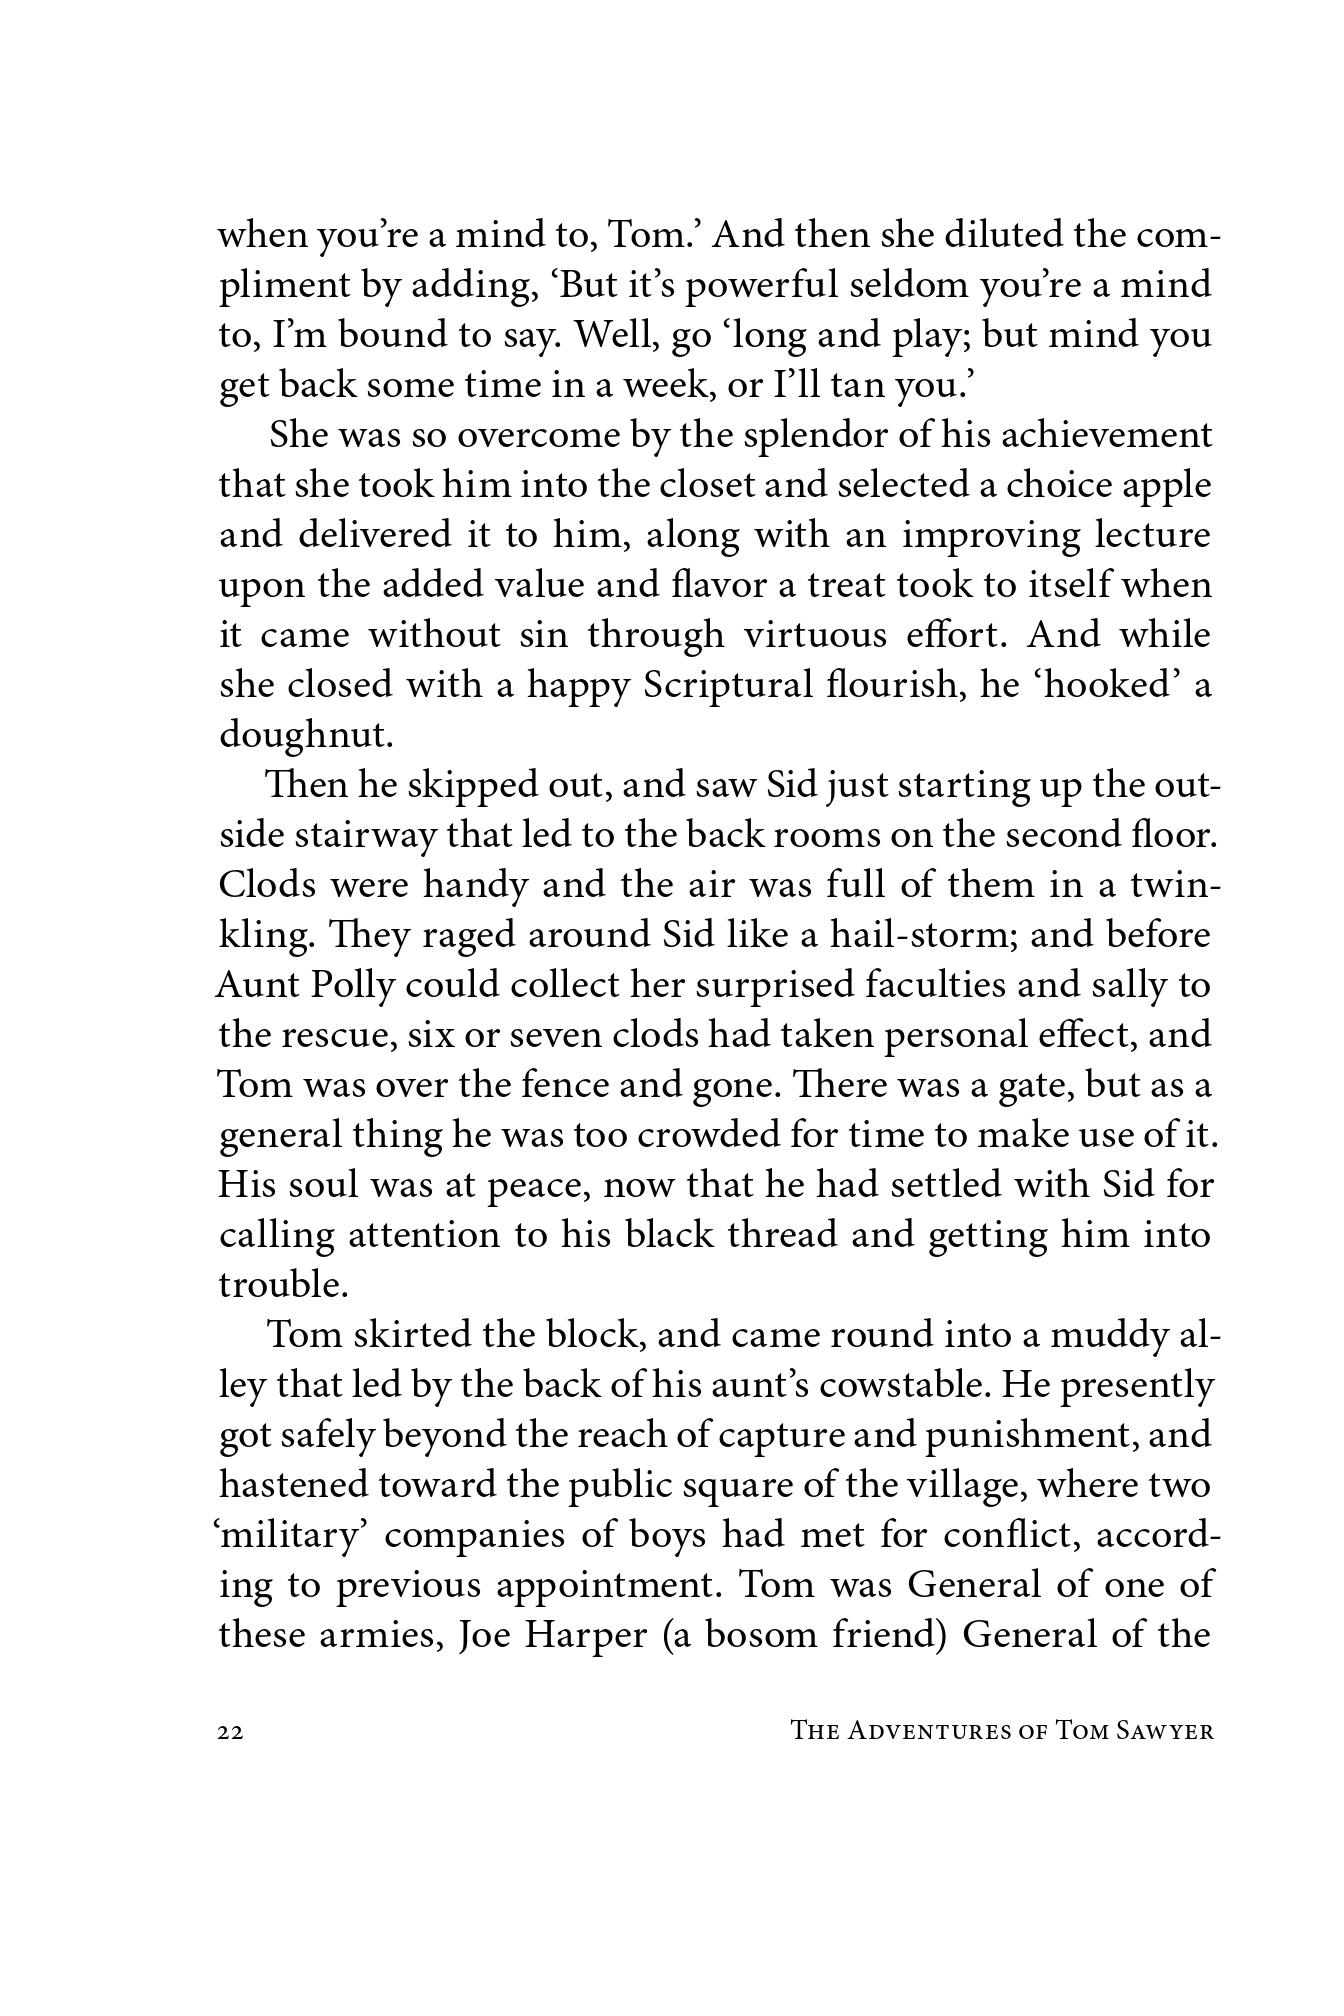 when you’re a mind to, Tom.’ And then she diluted the com-
pliment by adding, ‘But it’s powerful seldom you’re a mind
to, I’m bound to say. Well, go ‘long and play; but mind you
get back some time in a week, or I’ll tan you.’
She was so overcome by the splendor of his achievement
that she took him into the closet and selected a choice apple
and delivered it to him, along with an improving lecture
upon the added value and flavor a treat took to itself when
it came without sin through virtuous effort. And while
she closed with a happy Scriptural flourish, he ‘hooked’ a
doughnut.
Then he skipped out, and saw Sid just starting up the out-
side stairway that led to the back rooms on the second floor.
Clods were handy and the air was full of them in a twin-
kling. They raged around Sid like a hail-storm; and before
Aunt Polly could collect her surprised faculties and sally to
the rescue, six or seven clods had taken personal effect, and
Tom was over the fence and gone. There was a gate, but as a
general thing he was too crowded for time to make use of it.
His soul was at peace, now that he had settled with Sid for
calling attention to his black thread and getting him into
trouble.
Tom skirted the block, and came round into a muddy al-
ley that led by the back of his aunt’s cowstable. He presently
got safely beyond the reach of capture and punishment, and
hastened toward the public square of the village, where two
‘military’ companies of boys had met for conflict, accord-
ing to previous appointment. Tom was General of one of
these armies, Joe Harper (a bosom friend) General of the
22 The Adventures of Tom Sawyer